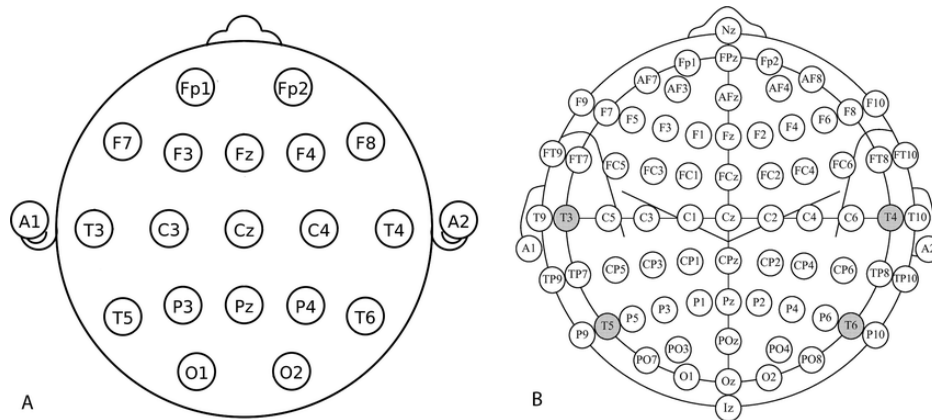 Fp1 Fp2
F7 F3 Fz F4 F8
A1 T3 C3 Cz C4 T4 A2
T5 P3 Pz P4 T6
O1 O2
A
Nz
Fp1 FPz Fp2
AF7 AF3 AFz AF4 AF8
F9 F7 F5 F3 F1 Fz F2 F4 F6 F8 F10
FT9 FT7 FC5 FC3 FC1 FCz FC2 FC4 FC6 FT8 FT10
T9 T3 C5 C3 C1 Cz C2 C4 C6 T4 T10
A1 A2
TP9 TP7 CP5 CP3 CP1 CPz CP2 CP4 CP6 TP8 TP10
P9 T5 P5 P3 P1 Pz P2 P4 P6 T6 P10
PO7 PO3 POz PO4 PO8
O1 Oz O2
Iz
B